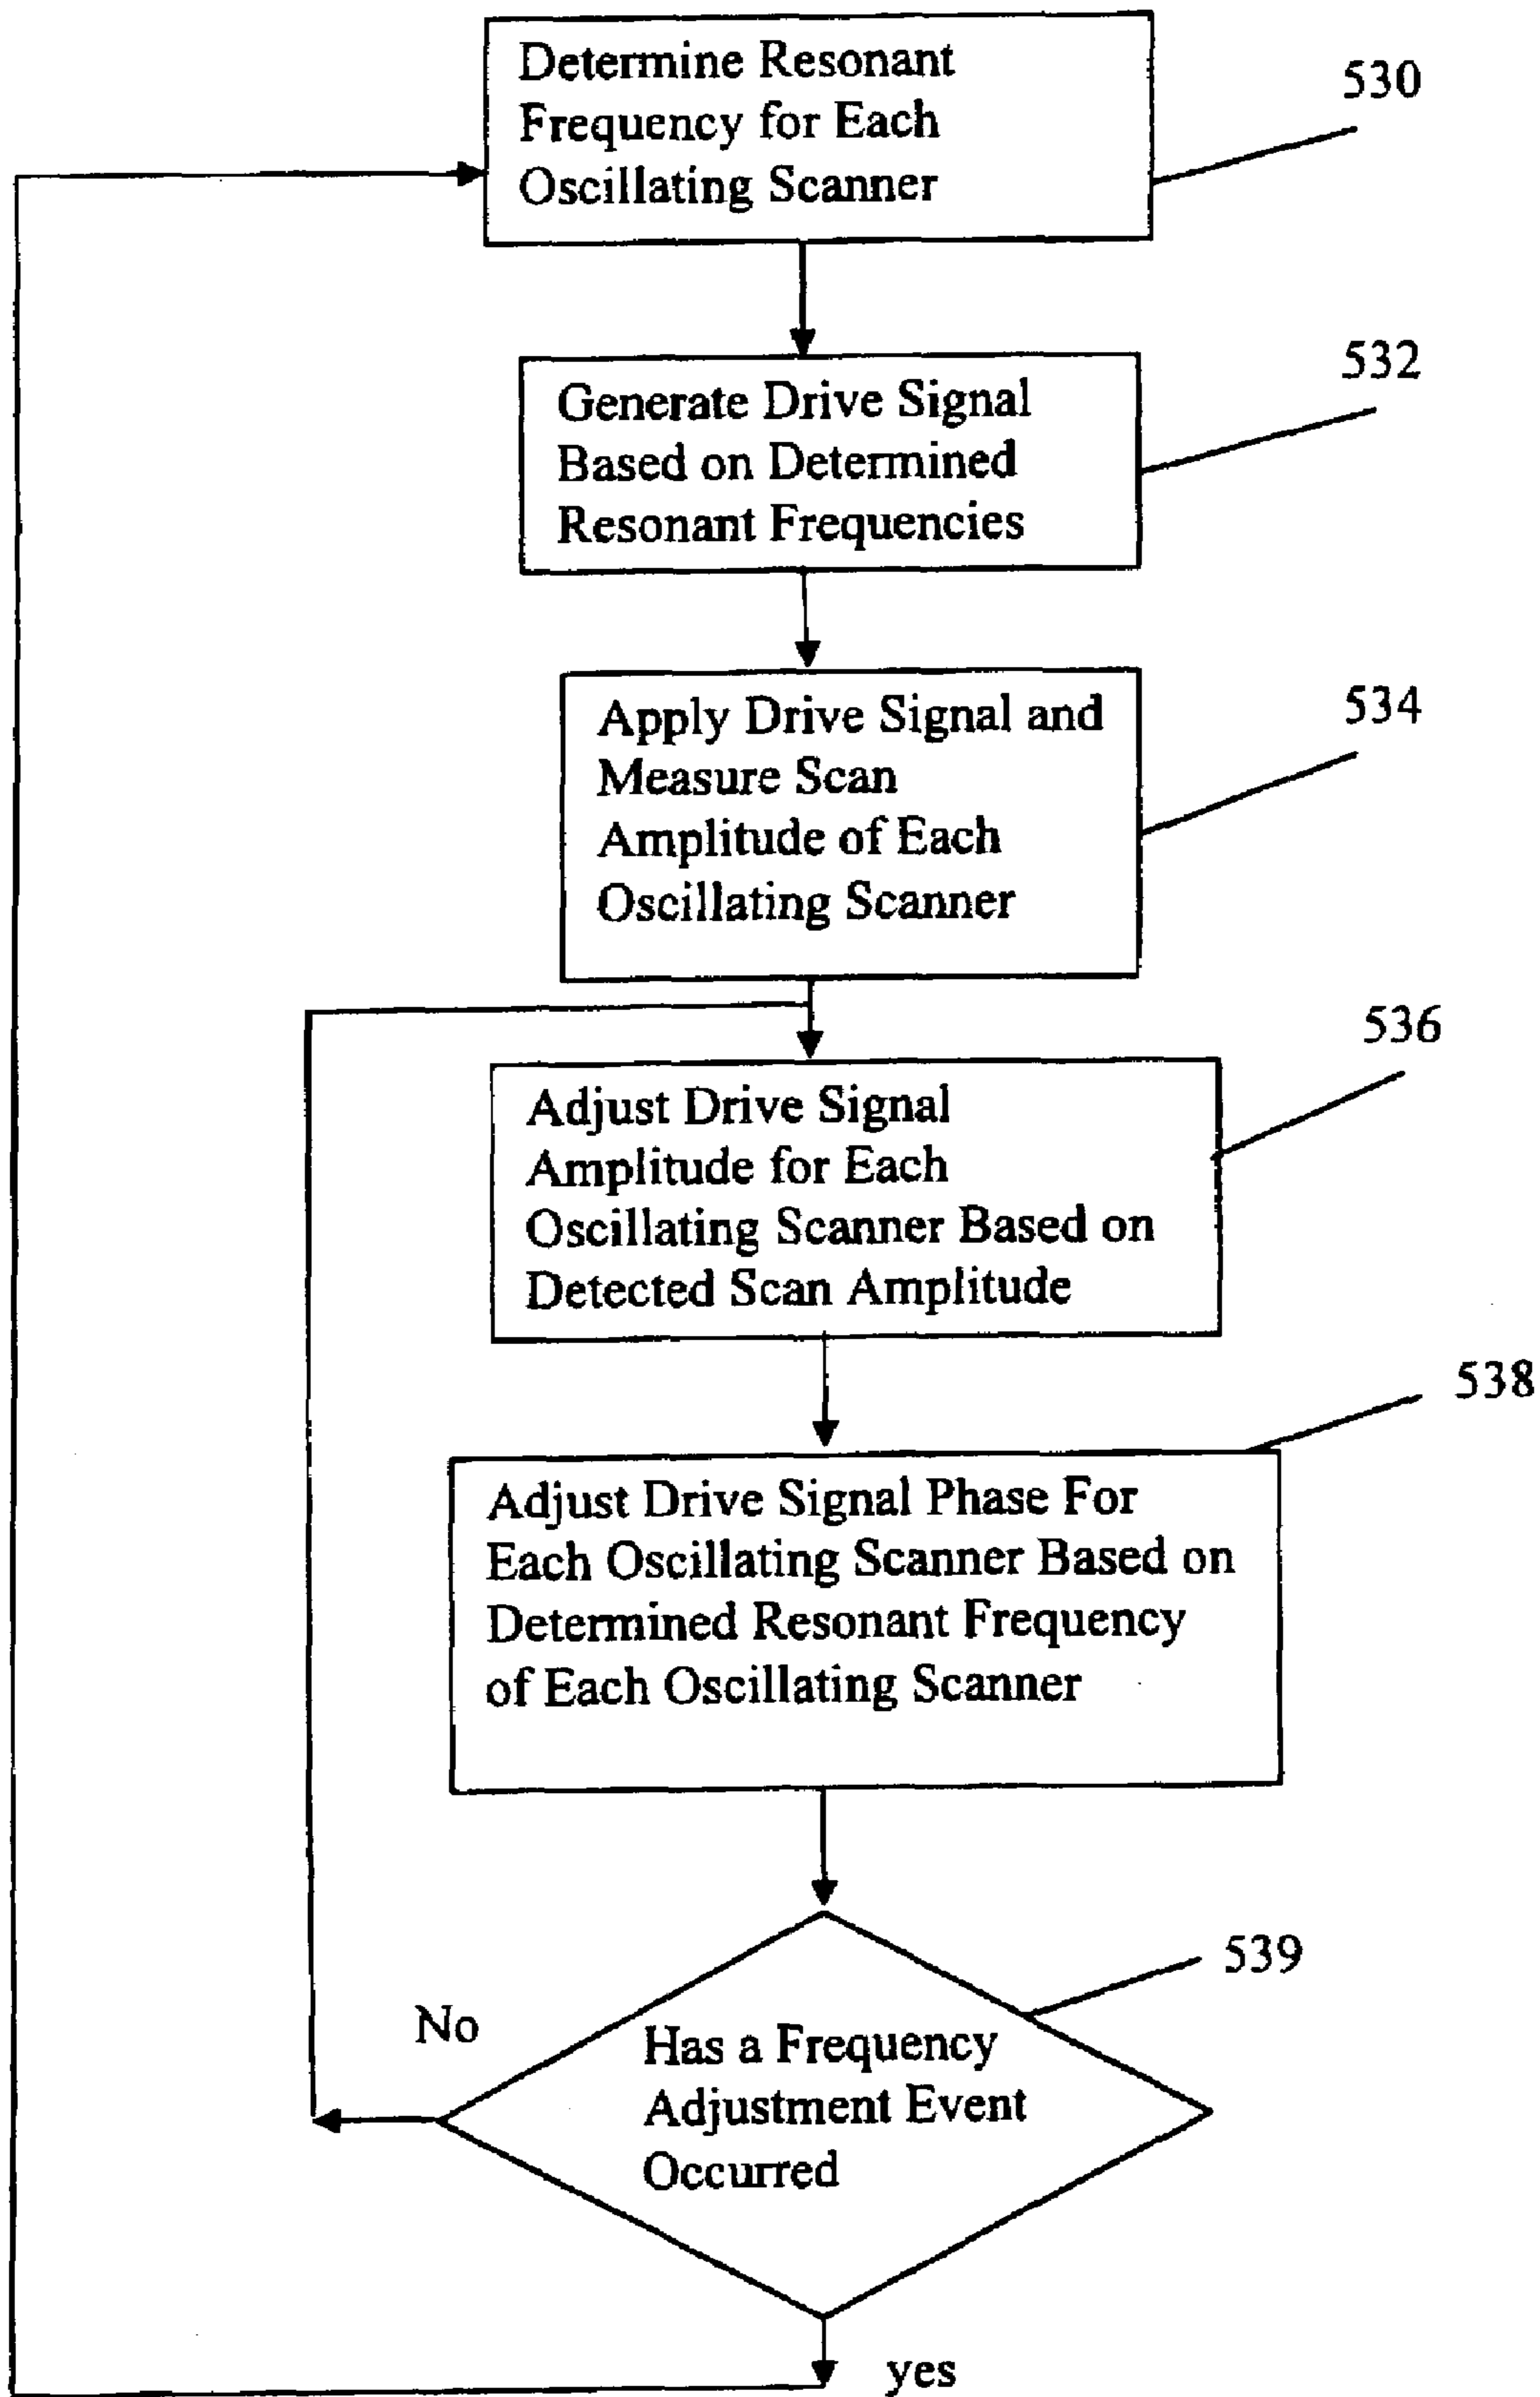 Determine Resonant
Frequency for Each
Oscillating Scanner
530
Generate Drive Signal
Based on Determined
Resonant Frequencies
532
Apply Drive Signal and
Measure Scan
Amplitude of Each
Oscillating Scanner
534
Adjust Drive Signal
Amplitude for Each
Oscillating Scanner Based on
Detected Scan Amplitude
536
Adjust Drive Signal Phase For
Each Oscillating Scanner Based on
Determined Resonant Frequency
of Each Oscillating Scanner
538
Has a Frequency
Adjustment Event
Occurred
539
No
yes